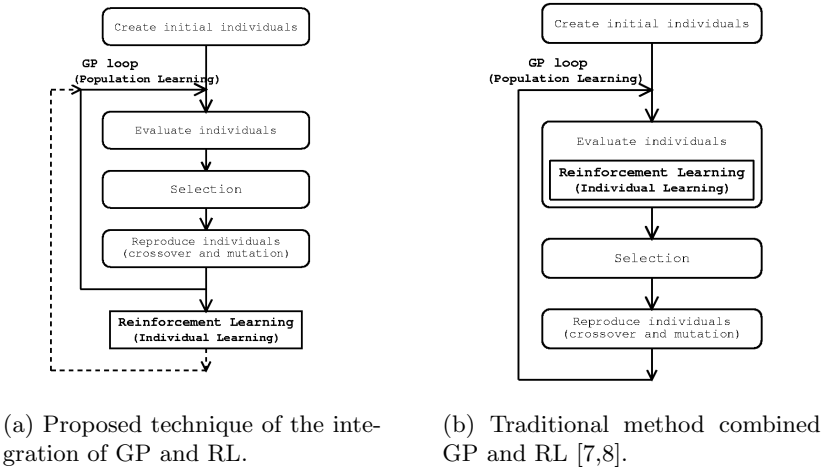 Create initial individuals
GP loop
(Population Learning)
Evaluate individuals
Selection
Reproduce individuals
(crossover and mutation)
Reinforcement Learning
(Individual Learning)
(a) Proposed technique of the inte-
gration of GP and RL.
Create initial individuals
GP loop
(Population Learning)
Evaluate individuals
Reinforcement Learning
(Individual Learning)
Selection
Reproduce individuals
(crossover and mutation)
(b) Traditional method combined
GP and RL [7,8].